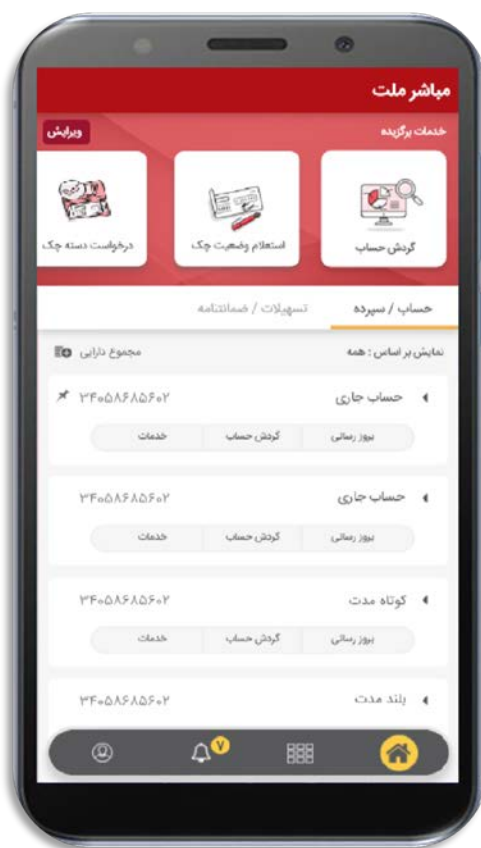 مباشر ملت
خدمات برگزیده ویرایش
گردش حساب استعلام وضعیت چک درخواست دسته چک
حساب / سپرده تسهیلات / ضمانتنامه
نمایش بر اساس : همه مجموع دارایی
حساب جاری ۳۴۰۵۸۶۸۵۶۰۲
بروز رسانی گردش حساب خدمات
حساب جاری ۳۴۰۵۸۶۸۵۶۰۲
بروز رسانی گردش حساب خدمات
کوتاه مدت ۳۴۰۵۸۶۸۵۶۰۲
بروز رسانی گردش حساب خدمات
بلند مدت ۳۴۰۵۸۶۸۵۶۰۲
۷